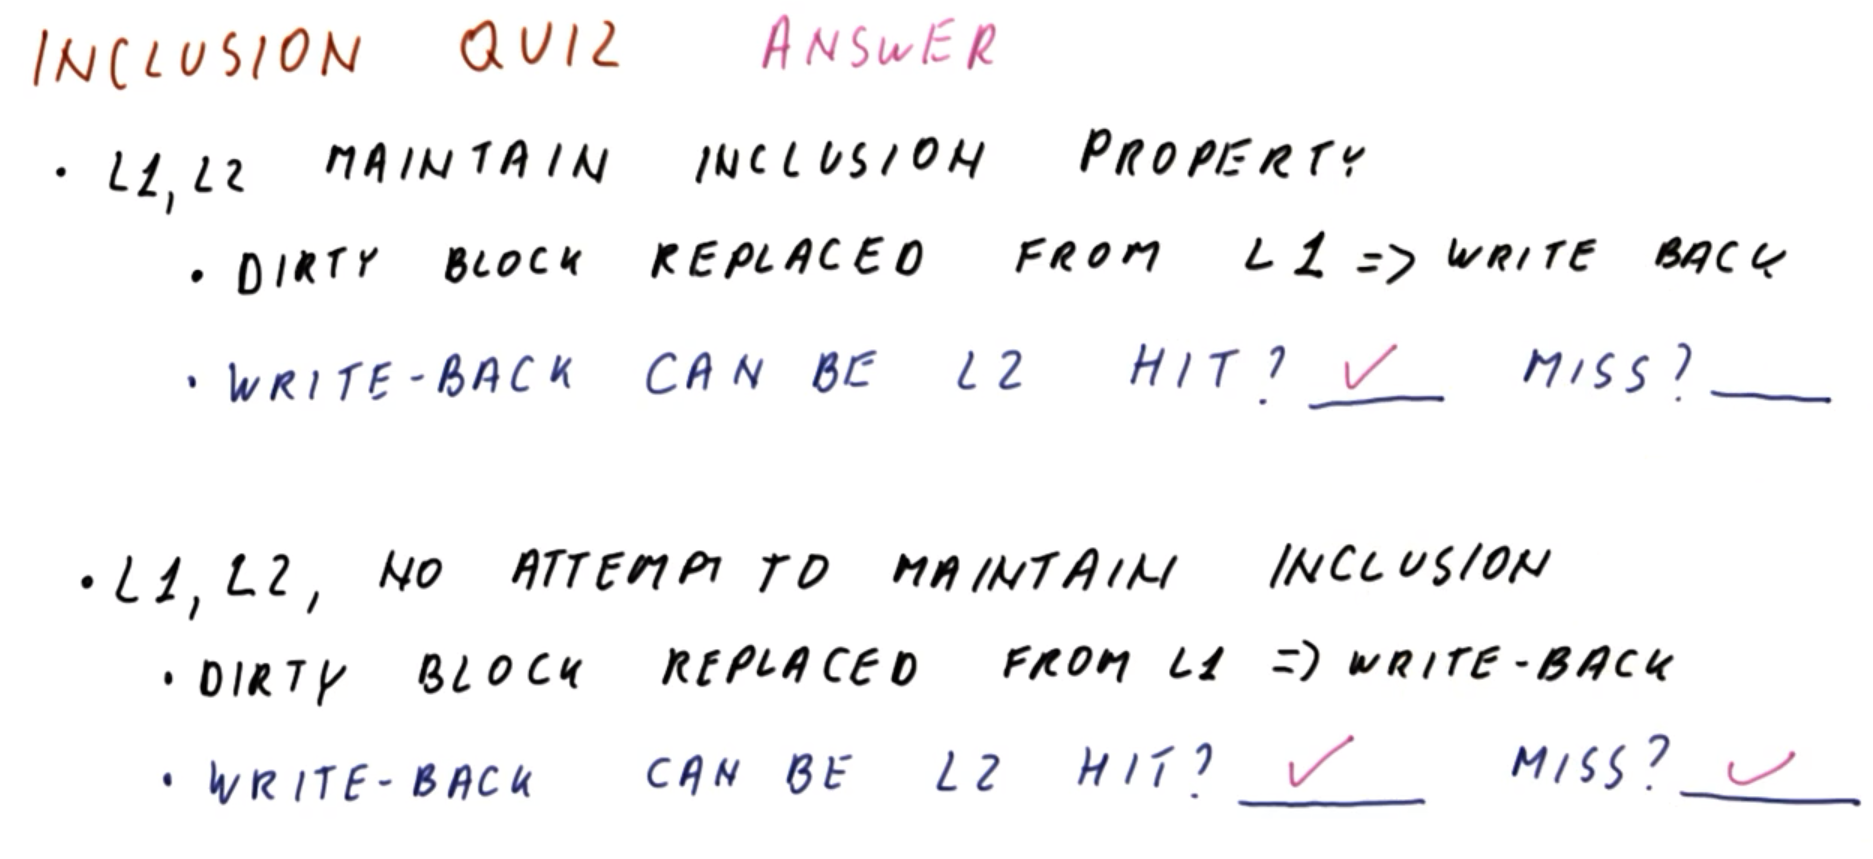 INCLUSION QUIZ ANSWER
• L1, L2 MAINTAIN INCLUSION PROPERTY
• DIRTY BLOCK REPLACED FROM L1 => WRITE BACK
• WRITE-BACK CAN BE L2 HIT? ✓ MISS? ___
• L1, L2, NO ATTEMPT TO MAINTAIN INCLUSION
• DIRTY BLOCK REPLACED FROM L1 => WRITE-BACK
• WRITE-BACK CAN BE L2 HIT? ✓ MISS? ✓